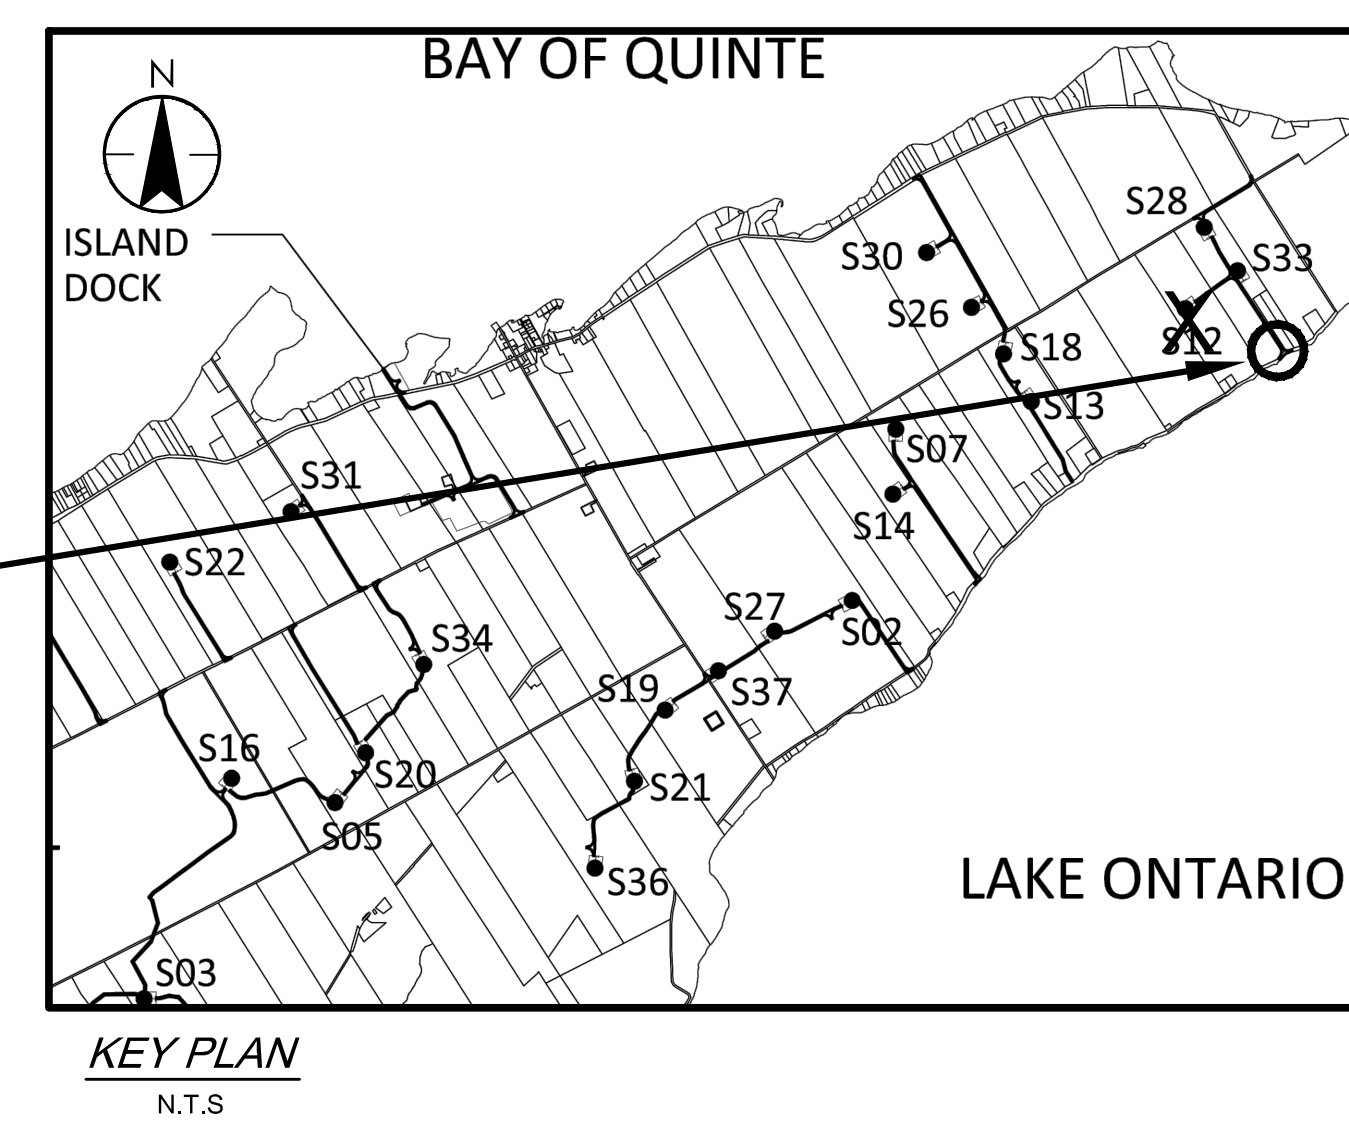 BAY OF QUINTE
N
ISLAND
DOCK
S28
S30
S33
S26
S12
S18
S13
S07
S31
S14
S22
S27
S02
S34
S19
S37
S16
S20
S21
S05
S36
LAKE ONTARIO
S03
KEY PLAN
N.T.S